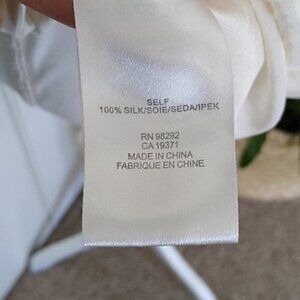 SELF
100% SILK/SOIE/SEDA/IPEK
RN 98292
CA 19371
MADE IN CHINA
FABRIQUE EN CHINE